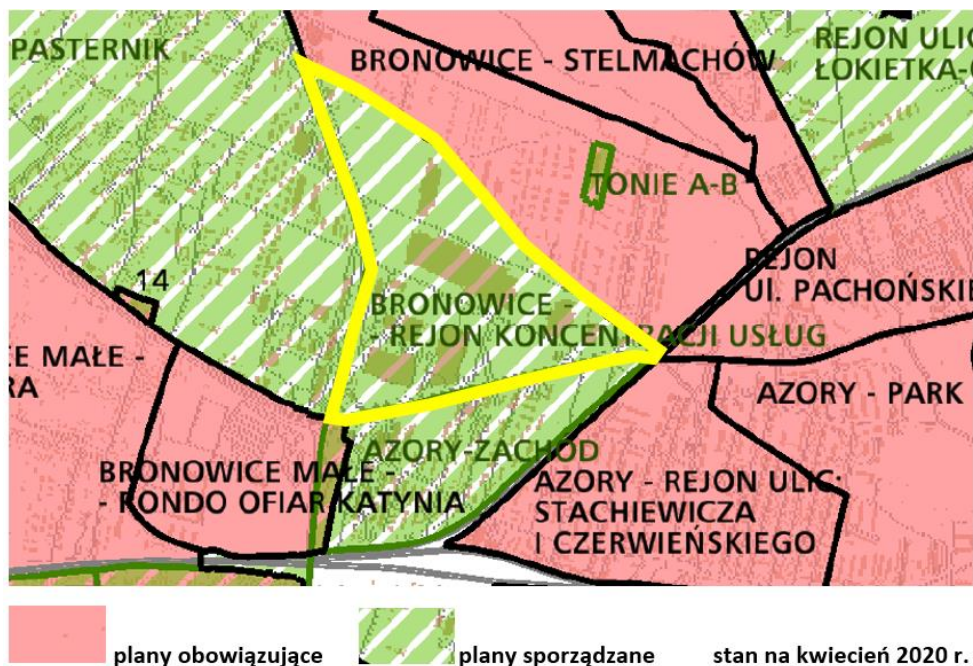 PASTERNIK
BRONOWICE - STELMACHÓW
REJON ULIC
ŁOKIETKA-
TONIE A-B
14
REJON
Ul. PACHOŃSKIE
BRONOWICE
- REJON KONCENTRACJI USŁUG
CE MAŁE -
RA
AZORY - PARK
AZORY-ZACHÓD
BRONOWICE MAŁE -
- RONDO OFIAR KATYNIA
AZORY - REJON ULIC
STACHIEWICZA
I CZERWIEŃSKIEGO
plany obowiązujące
plany sporządzane
stan na kwiecień 2020 r.